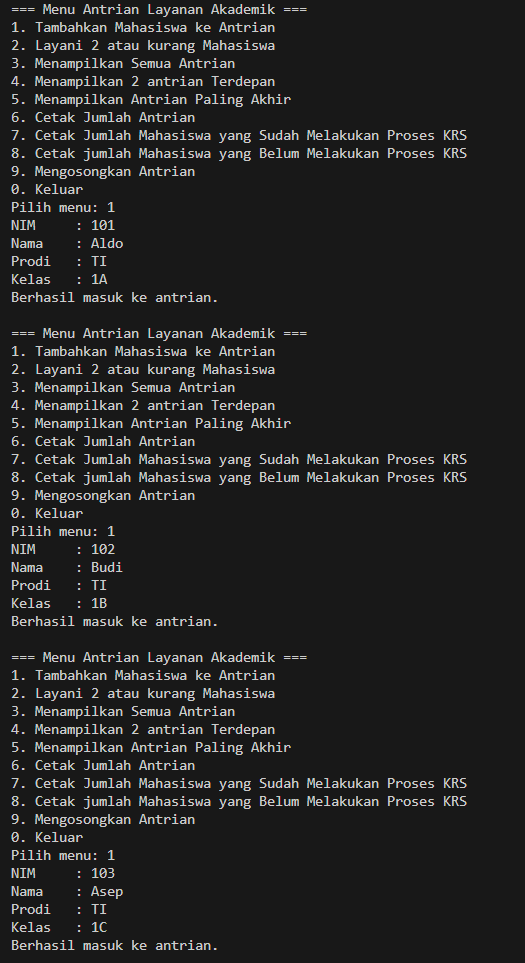 === Menu Antrian Layanan Akademik ===
1. Tambahkan Mahasiswa ke Antrian
2. Layani 2 atau kurang Mahasiswa
3. Menampilkan Semua Antrian
4. Menampilkan 2 antrian Terdepan
5. Menampilkan Antrian Paling Akhir
6. Cetak Jumlah Antrian
7. Cetak Jumlah Mahasiswa yang Sudah Melakukan Proses KRS
8. Cetak jumlah Mahasiswa yang Belum Melakukan Proses KRS
9. Mengosongkan Antrian
0. Keluar
Pilih menu: 1
NIM     : 101
Nama    : Aldo
Prodi   : TI
Kelas   : 1A
Berhasil masuk ke antrian.

=== Menu Antrian Layanan Akademik ===
1. Tambahkan Mahasiswa ke Antrian
2. Layani 2 atau kurang Mahasiswa
3. Menampilkan Semua Antrian
4. Menampilkan 2 antrian Terdepan
5. Menampilkan Antrian Paling Akhir
6. Cetak Jumlah Antrian
7. Cetak Jumlah Mahasiswa yang Sudah Melakukan Proses KRS
8. Cetak jumlah Mahasiswa yang Belum Melakukan Proses KRS
9. Mengosongkan Antrian
0. Keluar
Pilih menu: 1
NIM     : 102
Nama    : Budi
Prodi   : TI
Kelas   : 1B
Berhasil masuk ke antrian.

=== Menu Antrian Layanan Akademik ===
1. Tambahkan Mahasiswa ke Antrian
2. Layani 2 atau kurang Mahasiswa
3. Menampilkan Semua Antrian
4. Menampilkan 2 antrian Terdepan
5. Menampilkan Antrian Paling Akhir
6. Cetak Jumlah Antrian
7. Cetak Jumlah Mahasiswa yang Sudah Melakukan Proses KRS
8. Cetak jumlah Mahasiswa yang Belum Melakukan Proses KRS
9. Mengosongkan Antrian
0. Keluar
Pilih menu: 1
NIM     : 103
Nama    : Asep
Prodi   : TI
Kelas   : 1C
Berhasil masuk ke antrian.